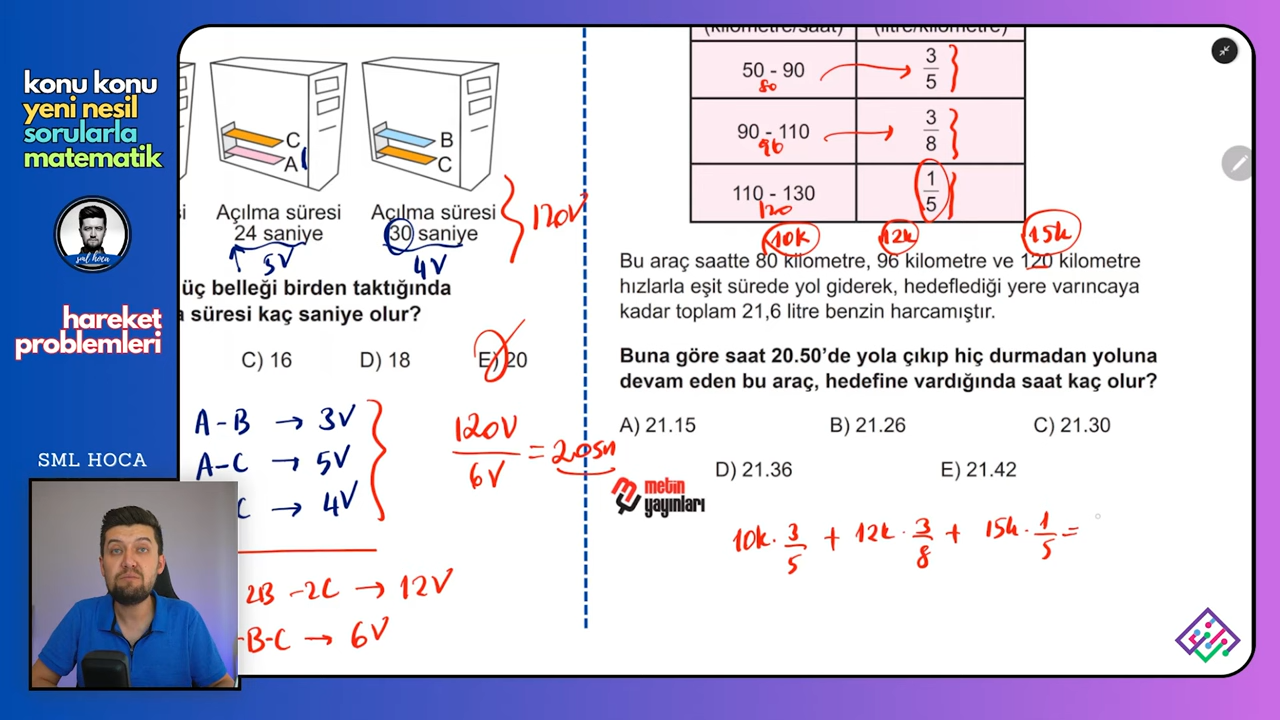 konu konu
yeni nesil
sorularla
matematik
sml hoca
hareket
problemleri
SML HOCA
C
A
Açılma süresi
24 saniye
5V
B
C
Açılma süresi
30 saniye
4V
120V
üç belleği birden taktığında
süresi kaç saniye olur?
C) 16
D) 18
E) 20
A-B → 3V
A-C → 5V
C → 4V
2B -2C → 12V
-B-C → 6V
120V
6V
= 20sn
(kilometre/saat)
(litre/kilometre)
50 - 90
80
3
5
90 - 110
96
3
8
110 - 130
120
1
5
10k
12k
15k
Bu araç saatte 80 kilometre, 96 kilometre ve 120 kilometre
hızlarla eşit sürede yol giderek, hedeflediği yere varıncaya
kadar toplam 21,6 litre benzin harcamıştır.
Buna göre saat 20.50'de yola çıkıp hiç durmadan yoluna
devam eden bu araç, hedefine vardığında saat kaç olur?
A) 21.15
B) 21.26
C) 21.30
D) 21.36
E) 21.42
metin
yayınları
10k · 3/5 + 12k · 3/8 + 15k · 1/5 =